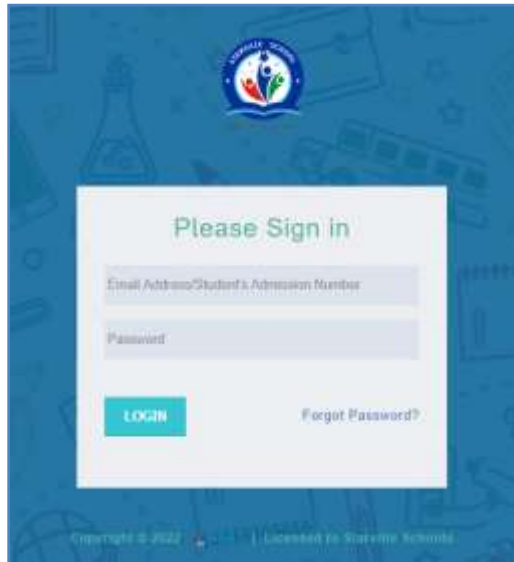 Please Sign in
Email Address/Student's Admission Number
Password
LOGIN
Forgot Password?
Copyright © 2022 | Licensed to Starville Schools